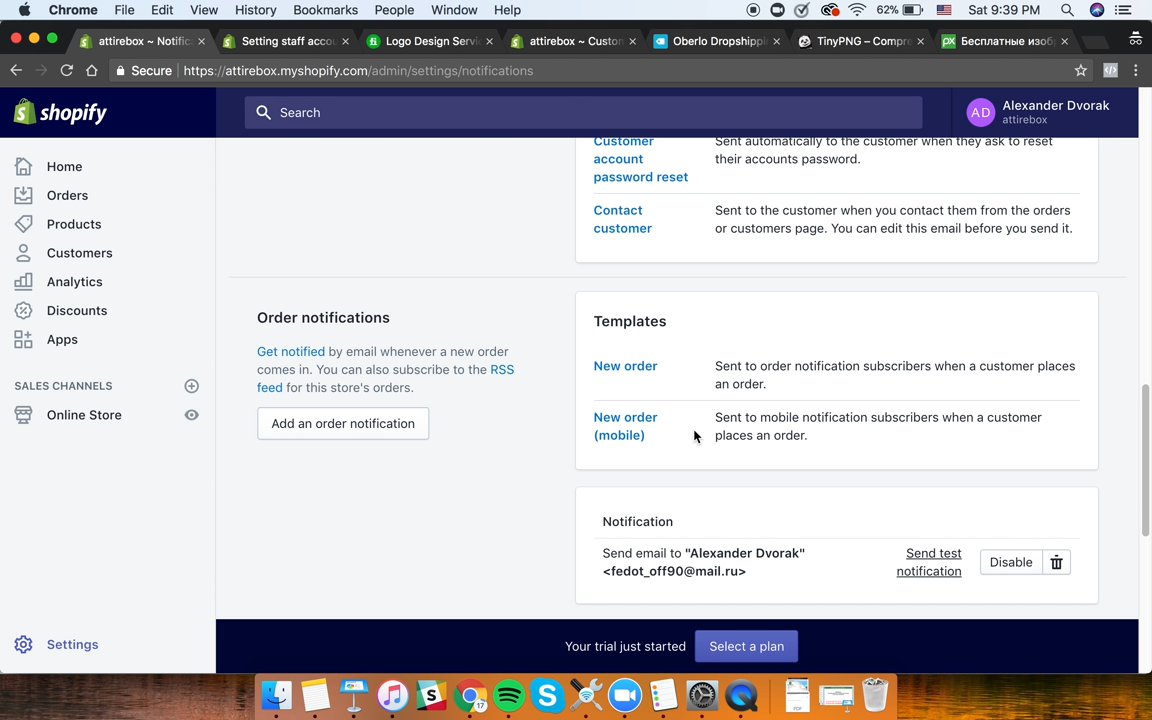 Chrome File Edit View History Bookmarks People Window Help 62% Sat 9:39 PM
attirebox ~ Notific Setting staff accou Logo Design Servic attirebox ~ Custom Oberlo Dropshippi TinyPNG – Compre Бесплатные изоб
Secure https://attirebox.myshopify.com/admin/settings/notifications
shopify
Search
AD
Alexander Dvorak
attirebox
Home
Orders
Products
Customers
Analytics
Discounts
Apps
SALES CHANNELS
Online Store
Settings
Customer
account
password reset
Sent automatically to the customer when they ask to reset
their accounts password.
Contact
customer
Sent to the customer when you contact them from the orders
or customers page. You can edit this email before you send it.
Order notifications
Get notified by email whenever a new order
comes in. You can also subscribe to the RSS
feed for this store's orders.
Add an order notification
Templates
New order
Sent to order notification subscribers when a customer places
an order.
New order
(mobile)
Sent to mobile notification subscribers when a customer
places an order.
Notification
Send email to "Alexander Dvorak"
<fedot_off90@mail.ru>
Send test
notification
Disable
Your trial just started Select a plan
17
PDF